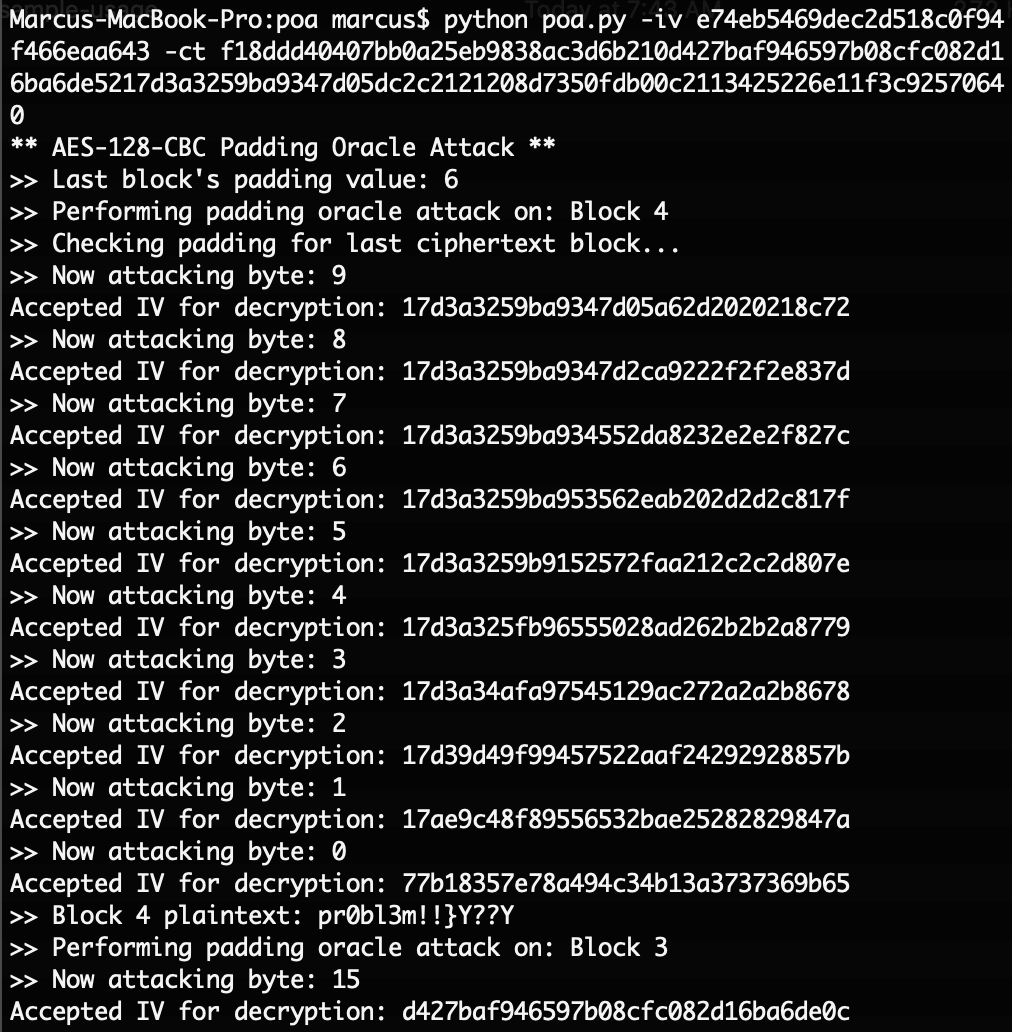 Marcus-MacBook-Pro:poa marcus$ python poa.py -iv e74eb5469dec2d518c0f94
f466eaa643 -ct f18ddd40407bb0a25eb9838ac3d6b210d427baf946597b08cfc082d1
6ba6de5217d3a3259ba9347d05dc2c2121208d7350fdb00c2113425226e11f3c9257064
0
** AES-128-CBC Padding Oracle Attack **
>> Last block's padding value: 6
>> Performing padding oracle attack on: Block 4
>> Checking padding for last ciphertext block...
>> Now attacking byte: 9
Accepted IV for decryption: 17d3a3259ba9347d05a62d2020218c72
>> Now attacking byte: 8
Accepted IV for decryption: 17d3a3259ba9347d2ca9222f2f2e837d
>> Now attacking byte: 7
Accepted IV for decryption: 17d3a3259ba934552da8232e2e2f827c
>> Now attacking byte: 6
Accepted IV for decryption: 17d3a3259ba953562eab202d2d2c817f
>> Now attacking byte: 5
Accepted IV for decryption: 17d3a3259b9152572faa212c2c2d807e
>> Now attacking byte: 4
Accepted IV for decryption: 17d3a325fb96555028ad262b2b2a8779
>> Now attacking byte: 3
Accepted IV for decryption: 17d3a34afa97545129ac272a2a2b8678
>> Now attacking byte: 2
Accepted IV for decryption: 17d39d49f99457522aaf24292928857b
>> Now attacking byte: 1
Accepted IV for decryption: 17ae9c48f89556532bae25282829847a
>> Now attacking byte: 0
Accepted IV for decryption: 77b18357e78a494c34b13a3737369b65
>> Block 4 plaintext: pr0bl3m!!}Y??Y
>> Performing padding oracle attack on: Block 3
>> Now attacking byte: 15
Accepted IV for decryption: d427baf946597b08cfc082d16ba6de0c